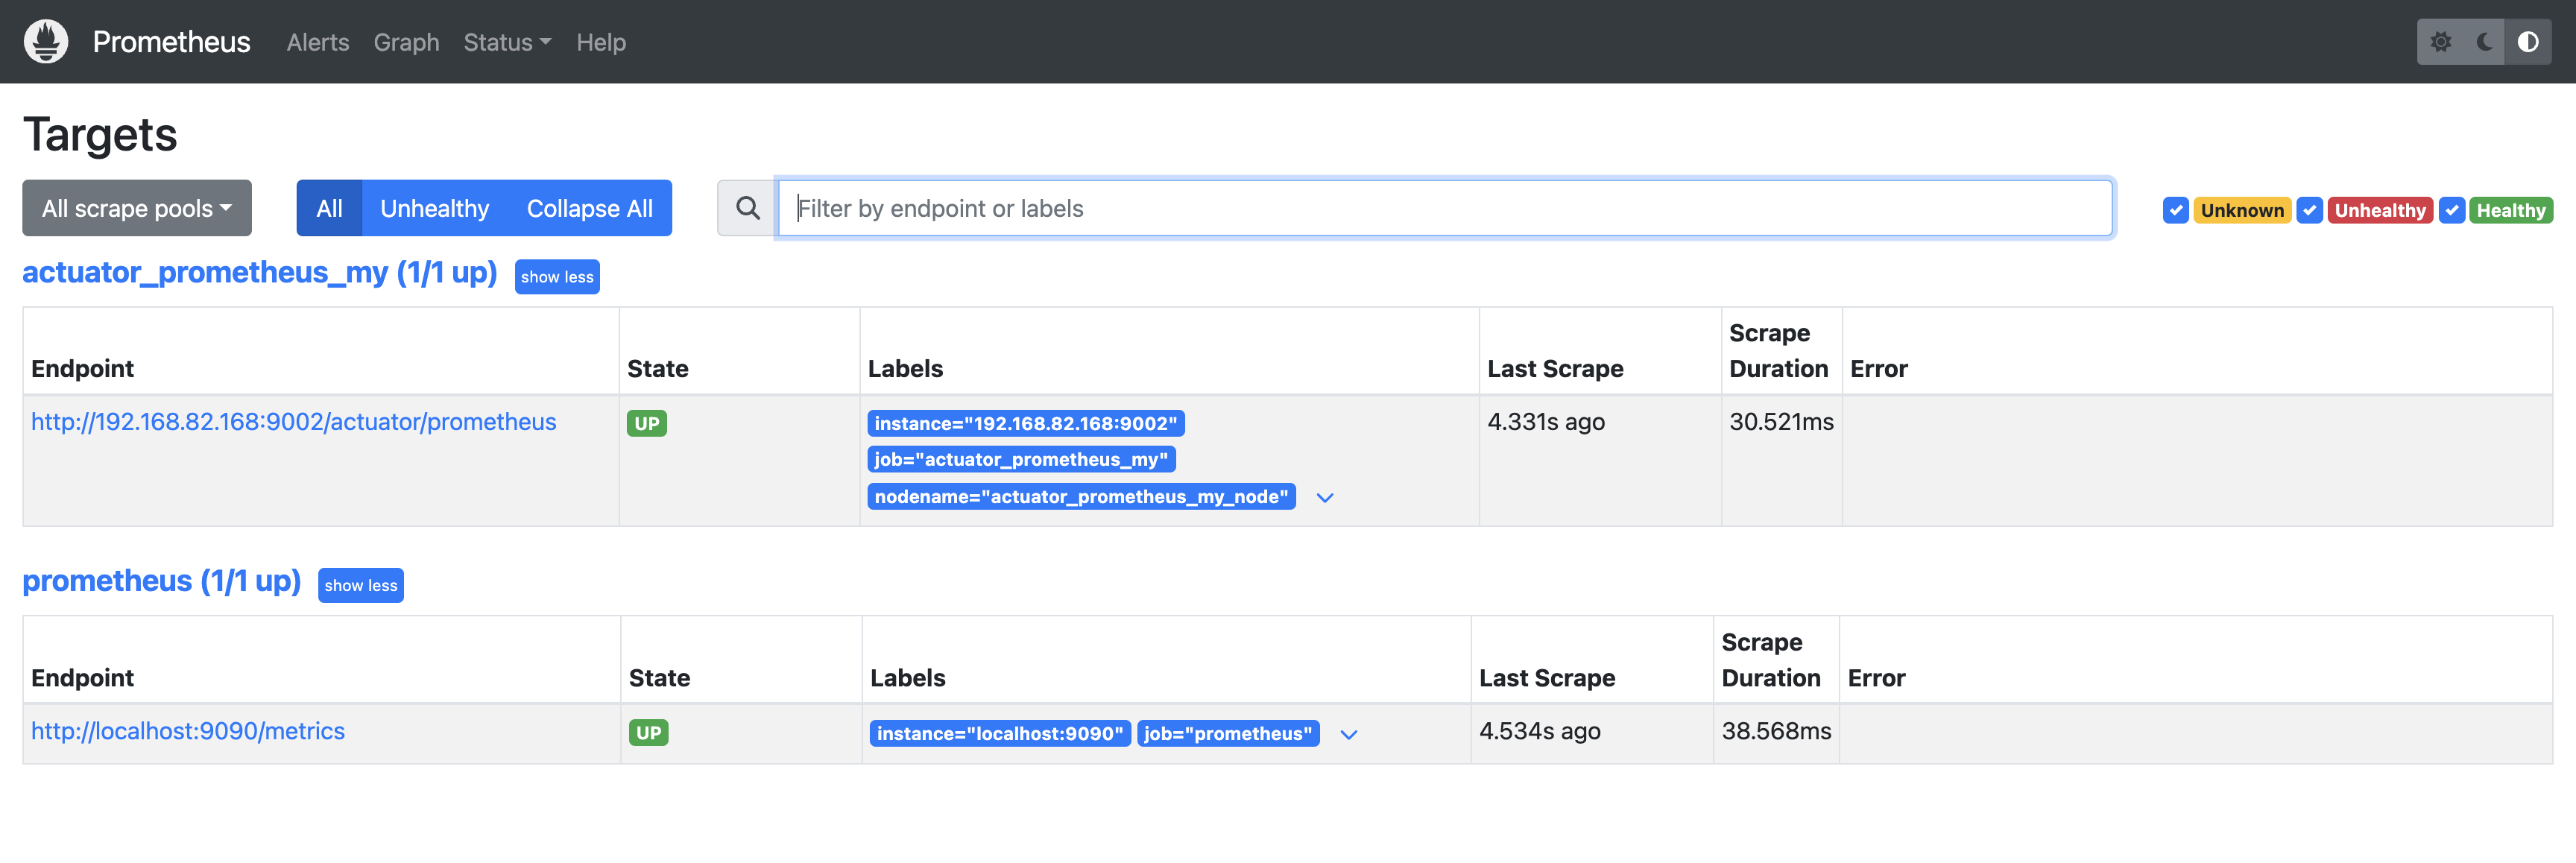 Prometheus Alerts Graph Status Help
Targets
All scrape pools All Unhealthy Collapse All Filter by endpoint or labels Unknown Unhealthy Healthy
actuator_prometheus_my (1/1 up) show less
Endpoint State Labels Last Scrape Scrape Duration Error
http://192.168.82.168:9002/actuator/prometheus UP instance="192.168.82.168:9002" 4.331s ago 30.521ms
job="actuator_prometheus_my"
nodename="actuator_prometheus_my_node"
prometheus (1/1 up) show less
Endpoint State Labels Last Scrape Scrape Duration Error
http://localhost:9090/metrics UP instance="localhost:9090" job="prometheus" 4.534s ago 38.568ms